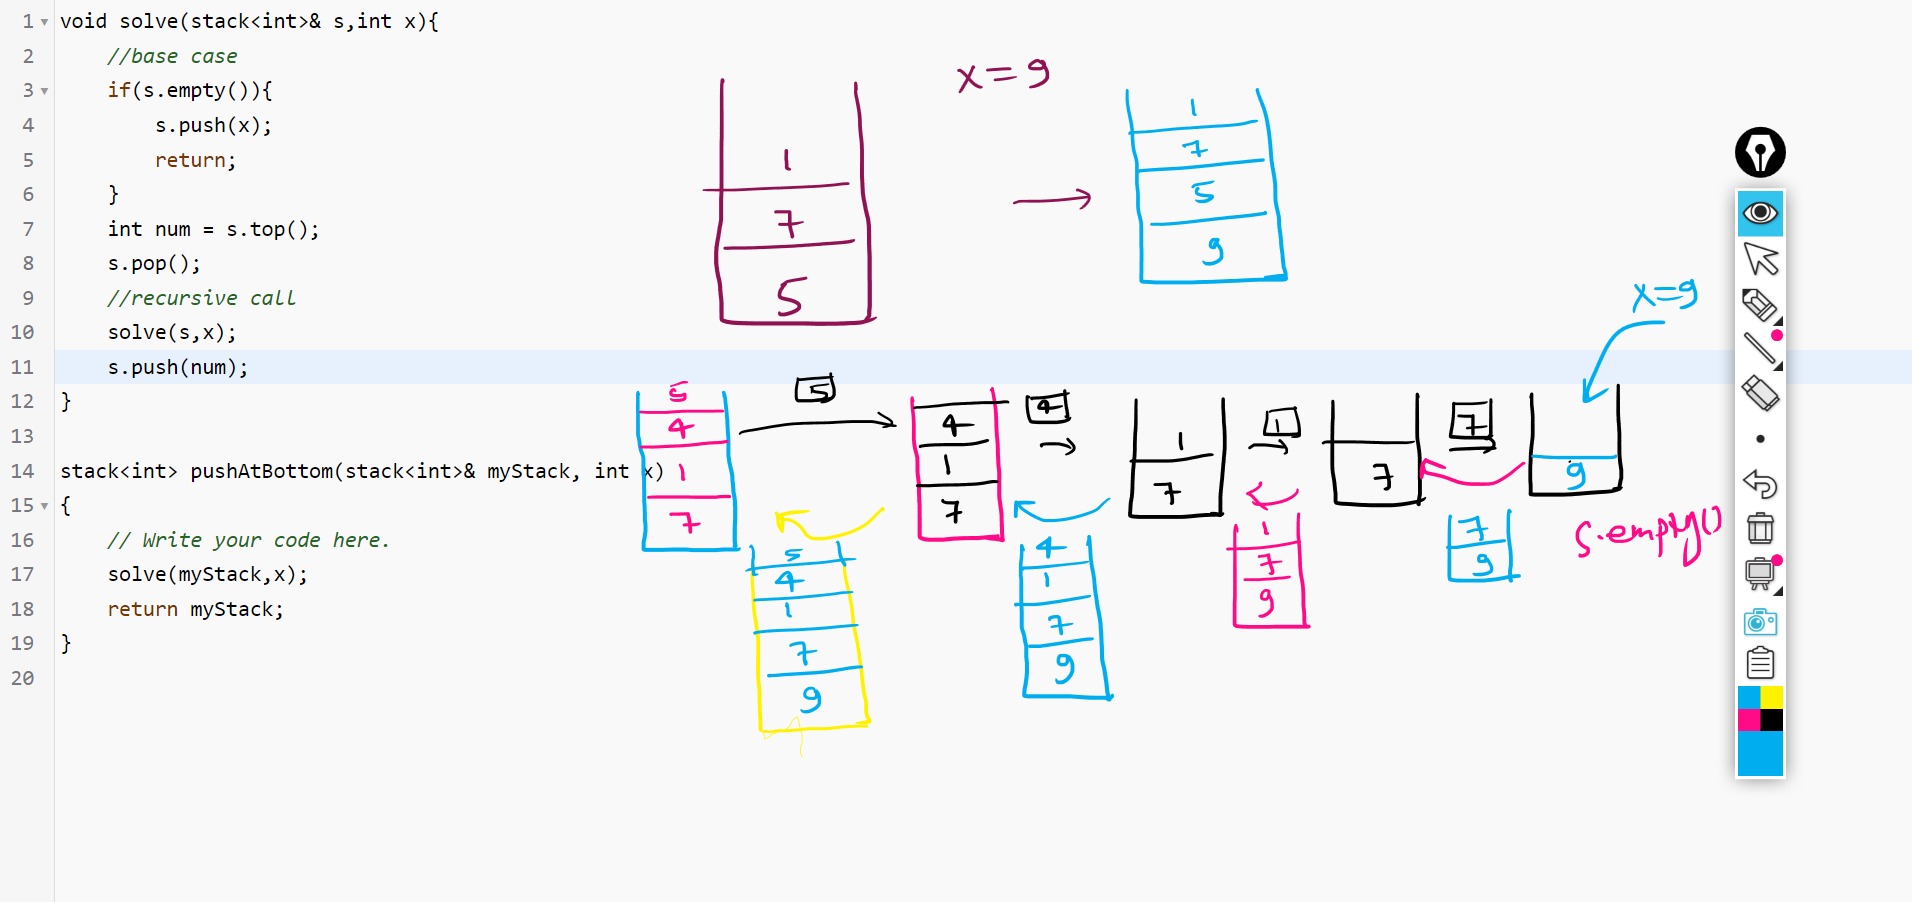 1 void solve(stack<int>& s,int x){
2 //base case
3 if(s.empty()){
4 s.push(x);
5 return;
6 }
7 int num = s.top();
8 s.pop();
9 //recursive call
10 solve(s,x);
11 s.push(num);
12 }
13
14 stack<int> pushAtBottom(stack<int>& myStack, int x)
15 {
16 // Write your code here.
17 solve(myStack,x);
18 return myStack;
19 }
20
x=9
1
7
5
1
7
5
9
x=9
5
4
1
7
5
4
1
7
4
1
7
1
7
7
9
s.empty()
7
9
1
7
9
4
1
7
9
5
4
1
7
9